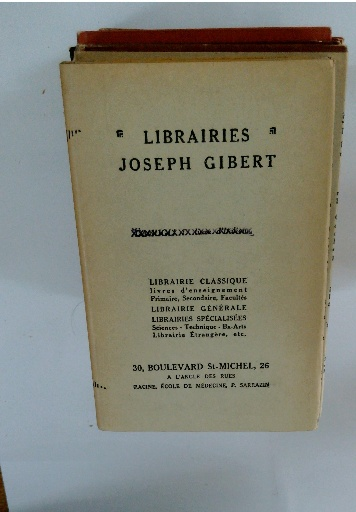 LIBRAIRIES
JOSEPH GIBERT
LIBRAIRIE CLASSIQUE
livres d'enseignement
Primaire, Secondaire, Facultés
LIBRAIRIE GÉNÉRALE
LIBRAIRIES SPÉCIALISÉES
Sciences - Technique - Bx-Arts
Librairie Étrangère, etc.
30, BOULEVARD St-MICHEL, 26
A L'ANGLE DES RUES
RACINE, ÉCOLE DE MÉDECINE, P. SARRAZIN